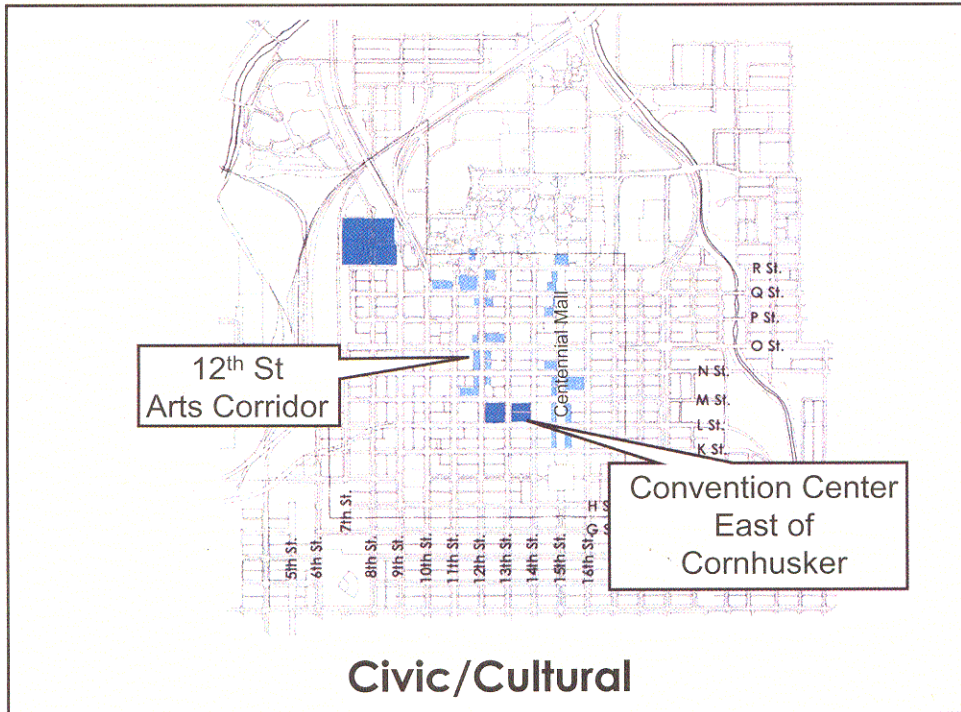 R St.
Q St.
P St.
O St.
N St.
M St.
L St.
K St.
Centennial Mall
12th St
Arts Corridor
Convention Center
East of
Cornhusker
H S
G S
5th St.
6th St.
7th St.
8th St.
9th St.
10th St.
11th St.
12th St.
13th St.
14th St.
15th St.
16th St.
Civic/Cultural